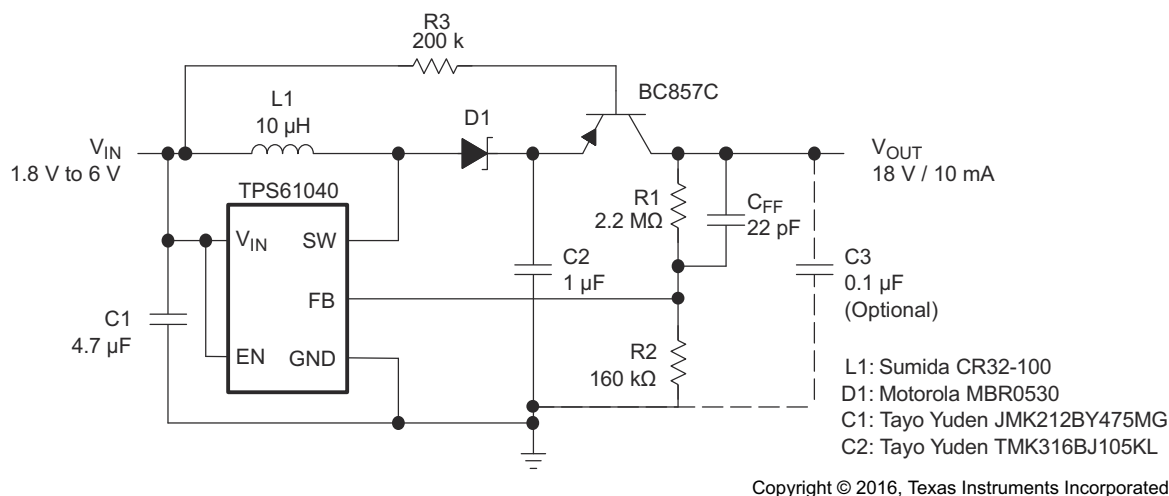 R3
200 k
BC857C
L1
10 µH
D1
V_IN
1.8 V to 6 V
V_OUT
18 V / 10 mA
TPS61040
V_IN
SW
FB
EN
GND
R1
2.2 MΩ
C_FF
22 pF
C2
1 µF
C3
0.1 µF
(Optional)
C1
4.7 µF
R2
160 kΩ
L1: Sumida CR32-100
D1: Motorola MBR0530
C1: Tayo Yuden JMK212BY475MG
C2: Tayo Yuden TMK316BJ105KL
Copyright © 2016, Texas Instruments Incorporated